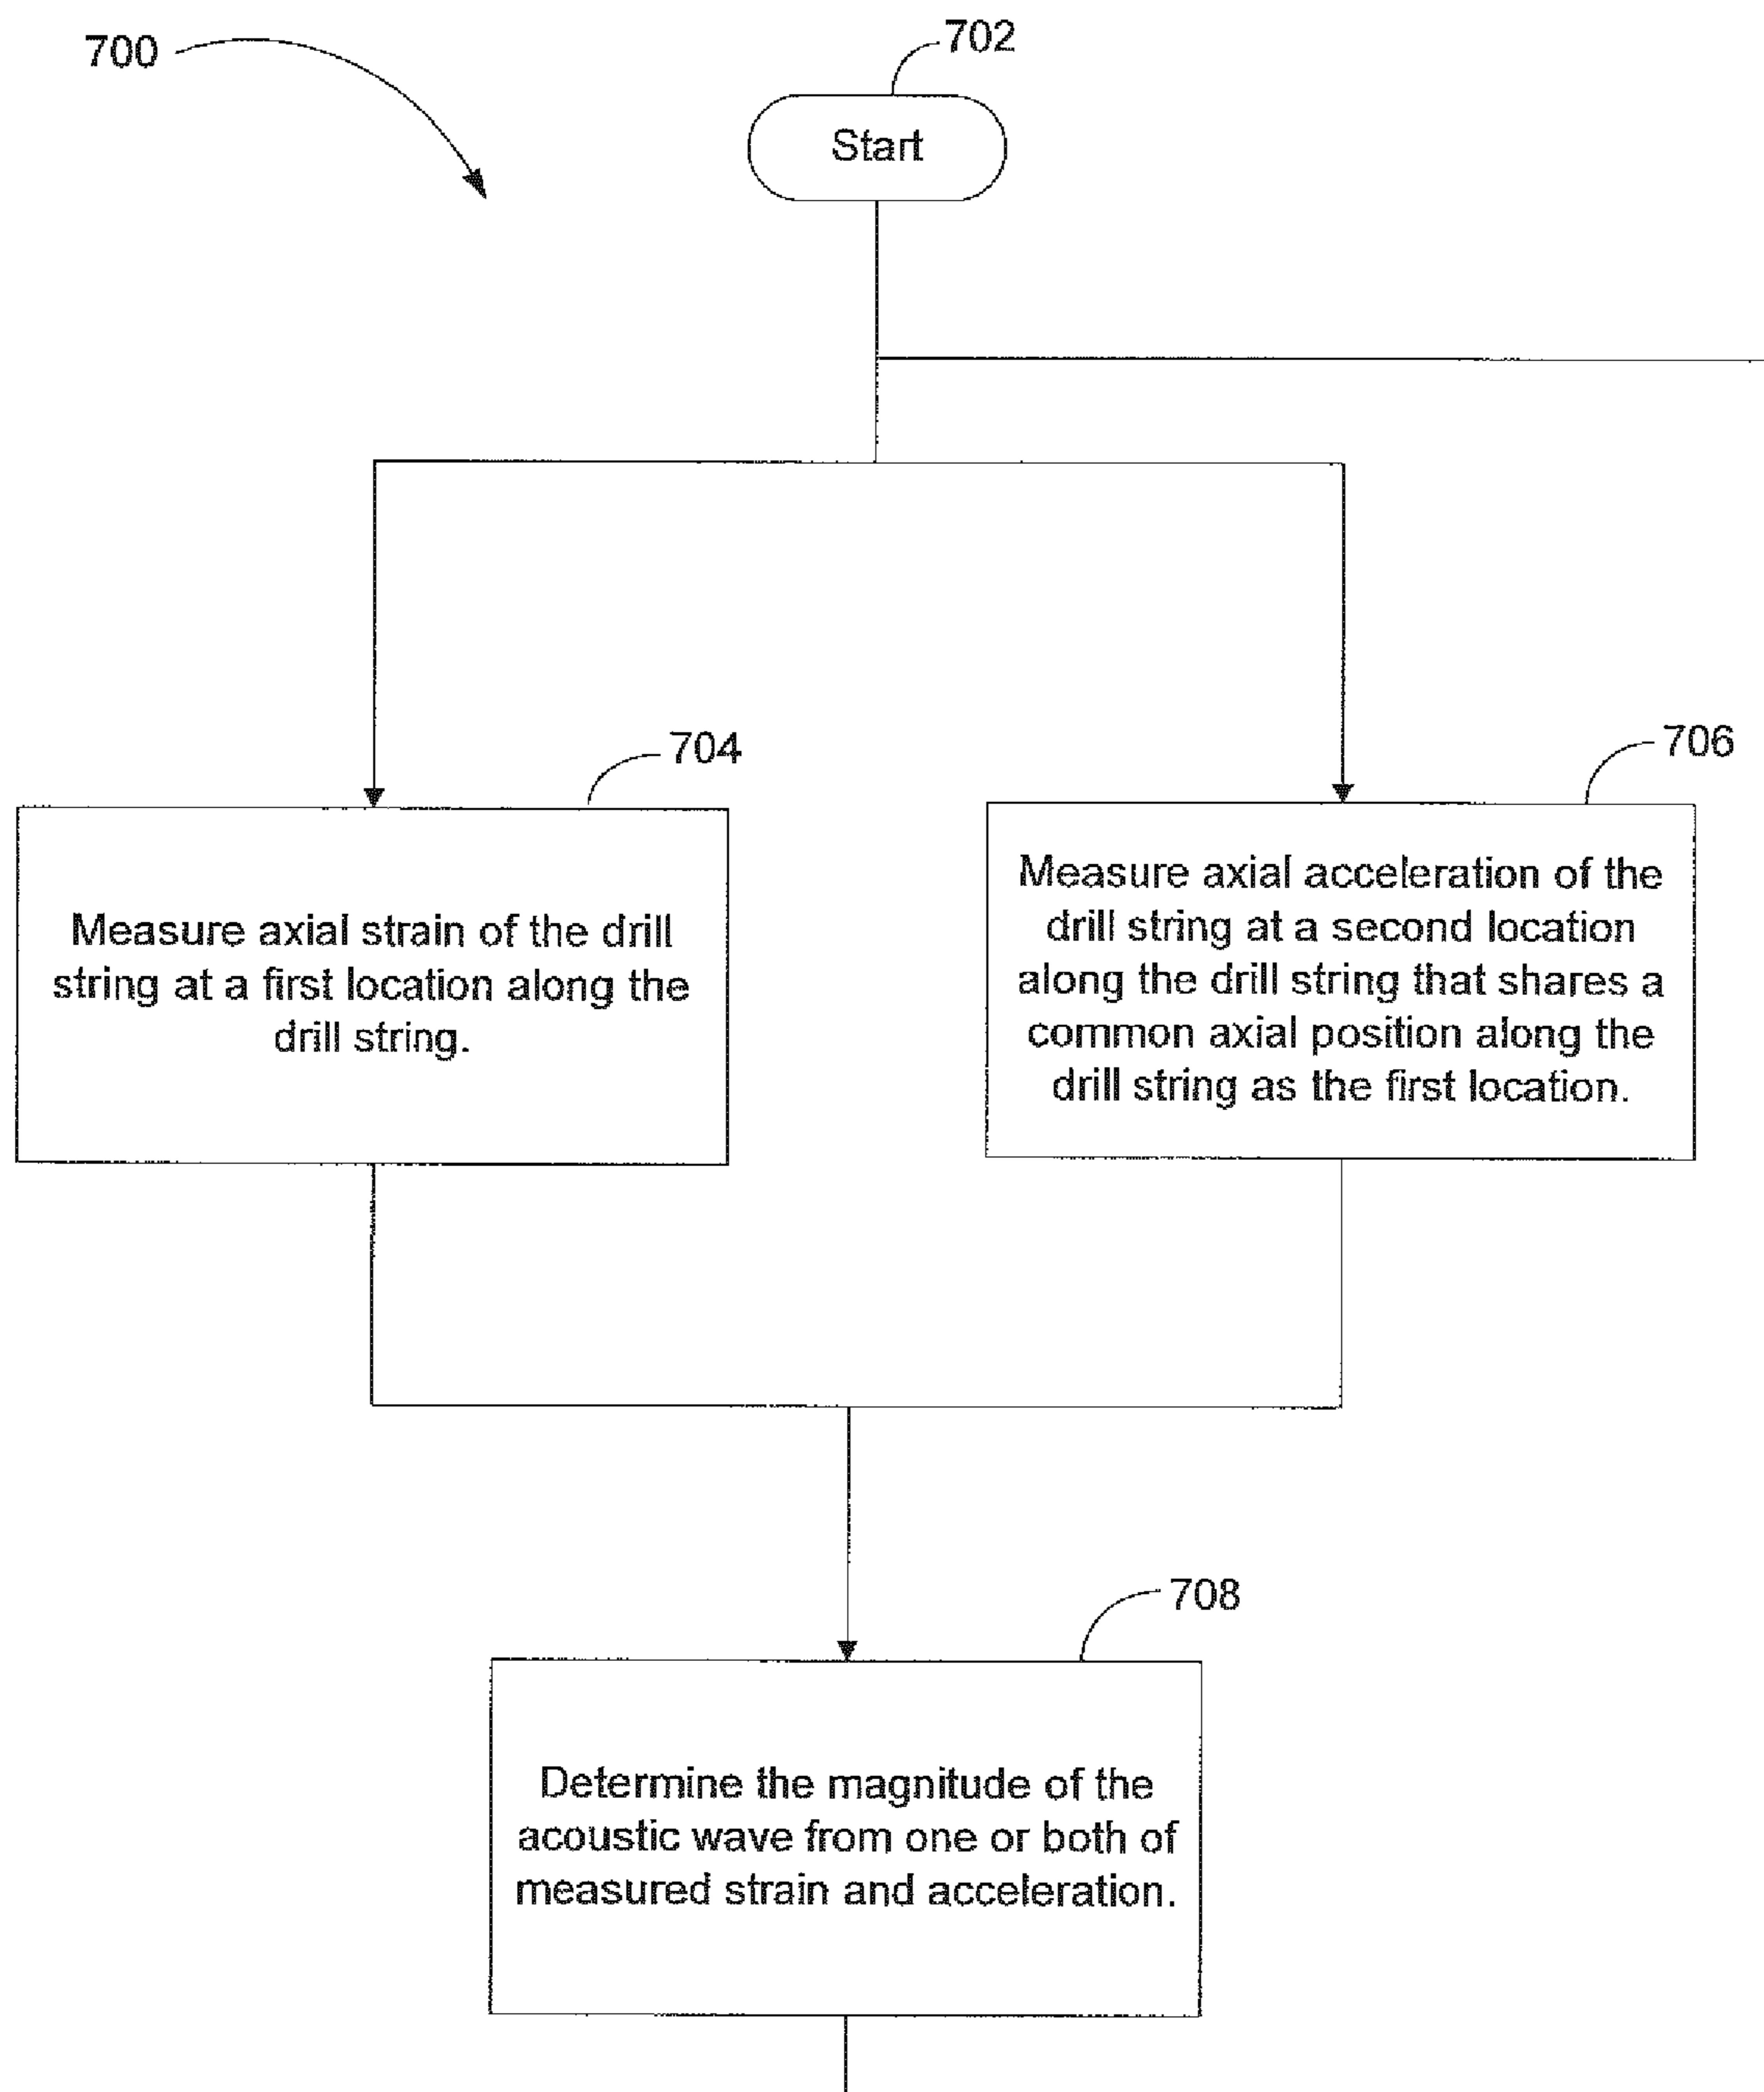 700
702
Start
704
706
Measure axial strain of the drill
string at a first location along the
drill string.
Measure axial acceleration of the
drill string at a second location
along the drill string that shares a
common axial position along the
drill string as the first location.
708
Determine the magnitude of the
acoustic wave from one or both of
measured strain and acceleration.